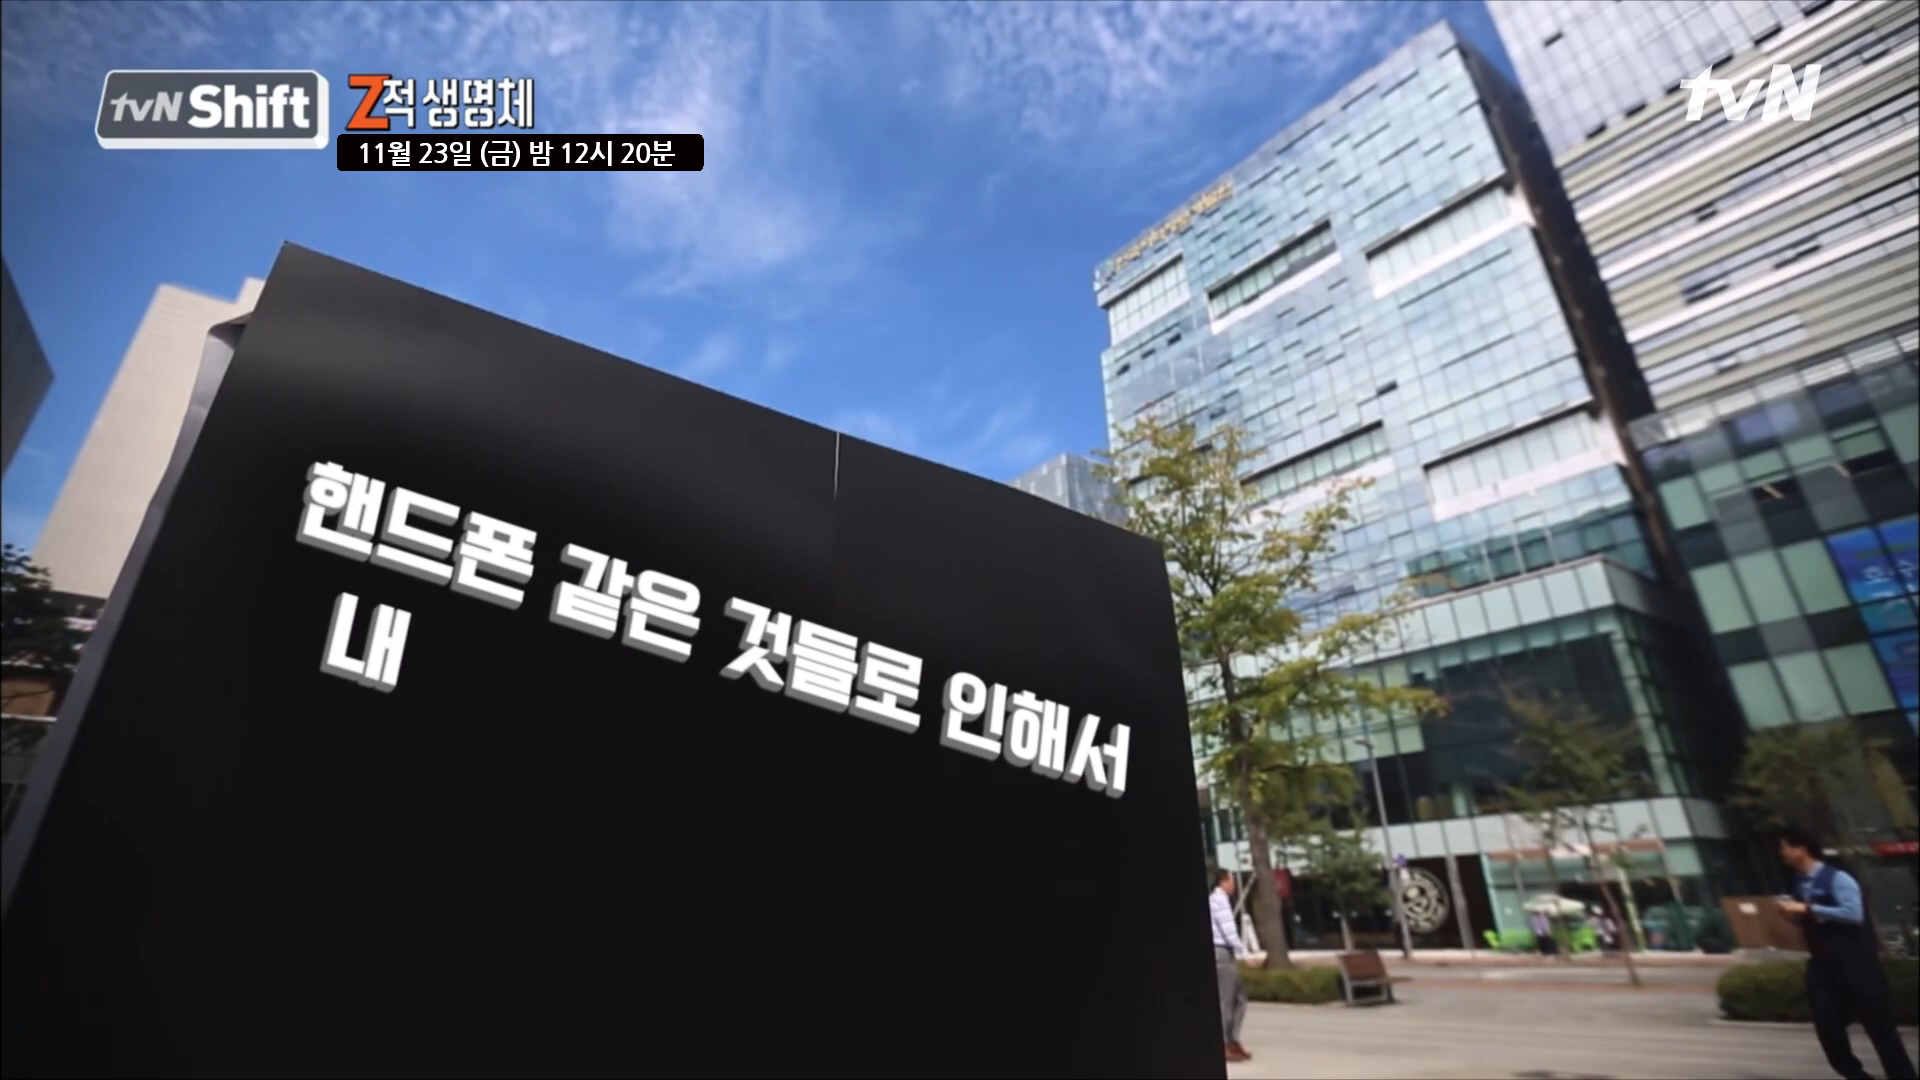 tvN Shift
Z적 생명체
tvN
11월 23일 (금) 밤 12시 20분
핸드폰 같은 것들로 인해서
내